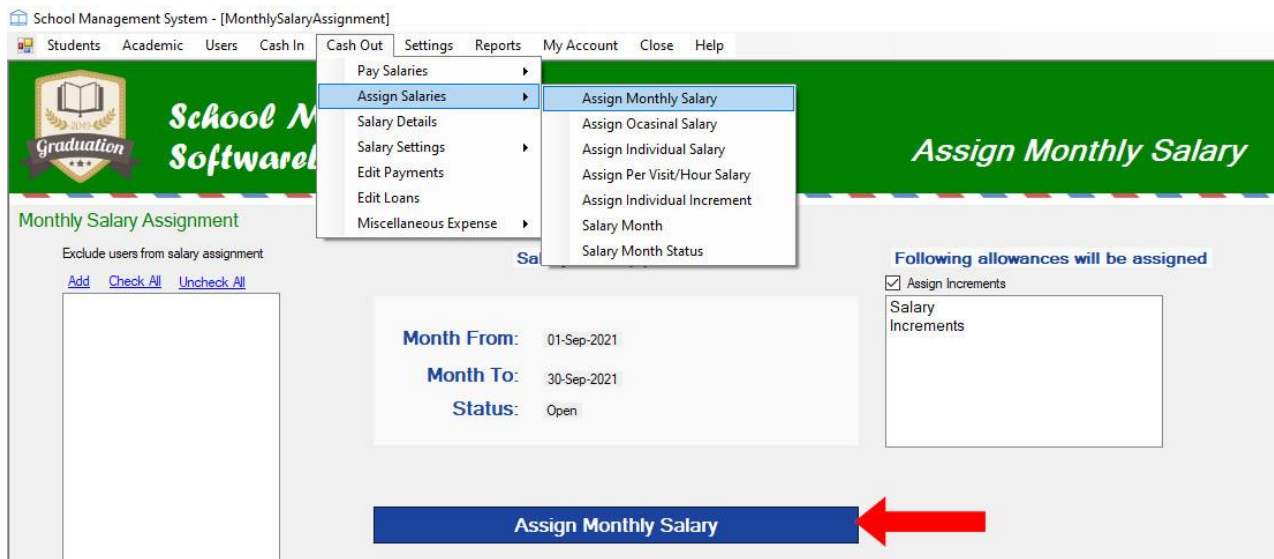 School Management System - [MonthlySalaryAssignment]
Students Academic Users Cash In Cash Out Settings Reports My Account Close Help
Pay Salaries
Assign Salaries
Salary Details
Salary Settings
Edit Payments
Edit Loans
Miscellaneous Expense
Assign Monthly Salary
Assign Ocasinal Salary
Assign Individual Salary
Assign Per Visit/Hour Salary
Assign Individual Increment
Salary Month
Salary Month Status
2019
Graduation
School M
Software
Assign Monthly Salary
Monthly Salary Assignment
Exclude users from salary assignment
Add Check All Uncheck All
Sa
Month From: 01-Sep-2021
Month To: 30-Sep-2021
Status: Open
Following allowances will be assigned
Assign Increments
Salary
Increments
Assign Monthly Salary